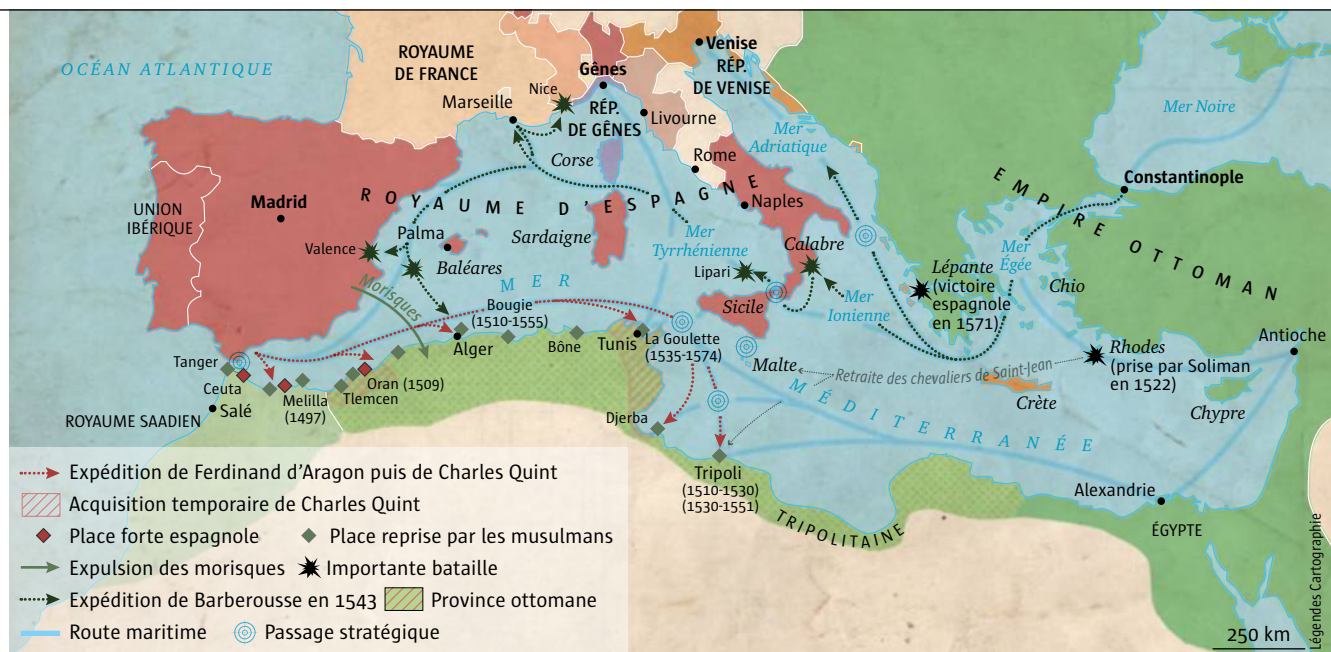 OCÉAN ATLANTIQUE
ROYAUME
DE FRANCE
Venise
RÉP.
DE VENISE
Gênes
RÉP.
DE GÊNES
Nice
Marseille
Livourne
Mer
Adriatique
Mer Noire
Corse
Rome
UNION
IBÉRIQUE
Madrid
ROYAUME D'ESPAGNE
Naples
Constantinople
EMPIRE OTTOMAN
Valence
Palma
Baléares
Sardaigne
Mer
Tyrrhénienne
Calabre
Lipari
Mer
Égée
Lépante
(victoire
espagnole
en 1571)
Chio
Morisques
MER
MÉDITERRANÉE
Bougie
(1510-1555)
Sicile
Mer
Ionienne
Antioche
Tanger
Ceuta
Alger
Bône
Tunis
La Goulette
(1535-1574)
Malte
Retraite des chevaliers de Saint-Jean
Rhodes
(prise par Soliman
en 1522)
Oran (1509)
Tlemcen
Melilla
(1497)
Salé
ROYAUME SAADIEN
Crète
Chypre
Djerba
Tripoli
(1510-1530)
(1530-1551)
TRIPOLITAINE
Alexandrie
ÉGYPTE
Expédition de Ferdinand d'Aragon puis de Charles Quint
Acquisition temporaire de Charles Quint
Place forte espagnole
Place reprise par les musulmans
Expulsion des morisques
Importante bataille
Expédition de Barberousse en 1543
Province ottomane
Route maritime
Passage stratégique
250 km
Légendes Cartographie